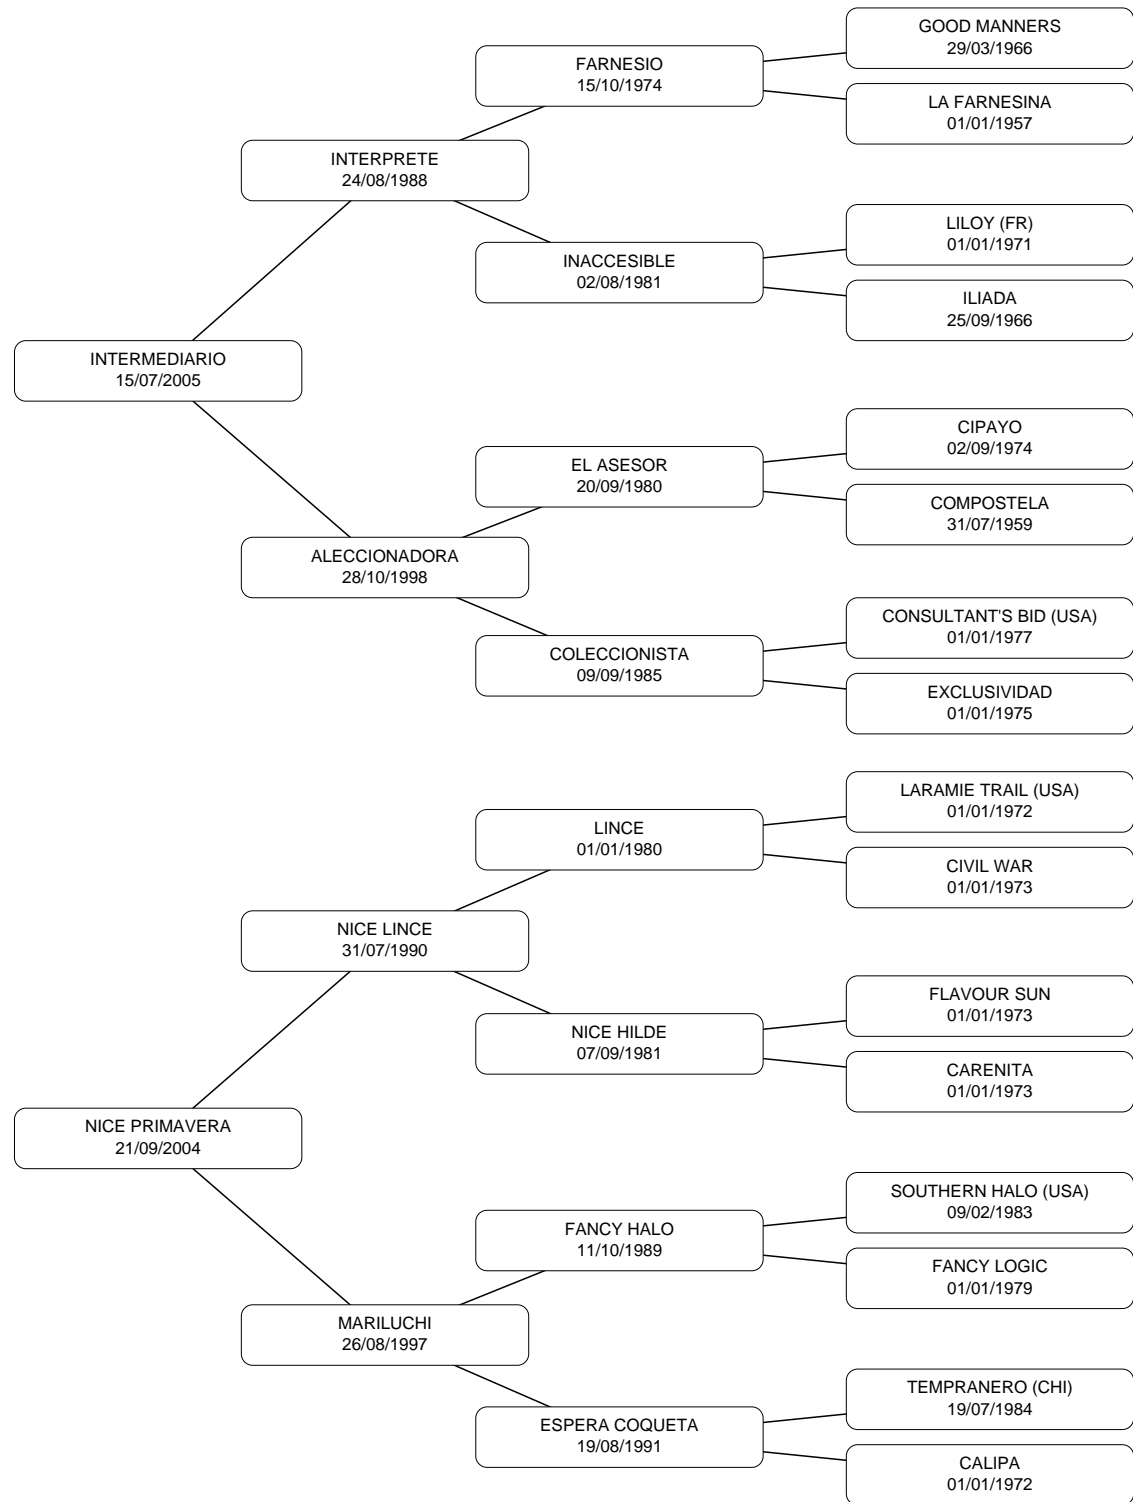 GOOD MANNERS
29/03/1966
FARNESIO
15/10/1974
LA FARNESINA
01/01/1957
INTERPRETE
24/08/1988
LILOY (FR)
01/01/1971
INACCESIBLE
02/08/1981
ILIADA
25/09/1966
INTERMEDIARIO
15/07/2005
CIPAYO
02/09/1974
EL ASESOR
20/09/1980
COMPOSTELA
31/07/1959
ALECCIONADORA
28/10/1998
CONSULTANT'S BID (USA)
01/01/1977
COLECCIONISTA
09/09/1985
EXCLUSIVIDAD
01/01/1975
LARAMIE TRAIL (USA)
01/01/1972
LINCE
01/01/1980
CIVIL WAR
01/01/1973
NICE LINCE
31/07/1990
FLAVOUR SUN
01/01/1973
NICE HILDE
07/09/1981
CARENITA
01/01/1973
NICE PRIMAVERA
21/09/2004
SOUTHERN HALO (USA)
09/02/1983
FANCY HALO
11/10/1989
FANCY LOGIC
01/01/1979
MARILUCHI
26/08/1997
TEMPRANERO (CHI)
19/07/1984
ESPERA COQUETA
19/08/1991
CALIPA
01/01/1972